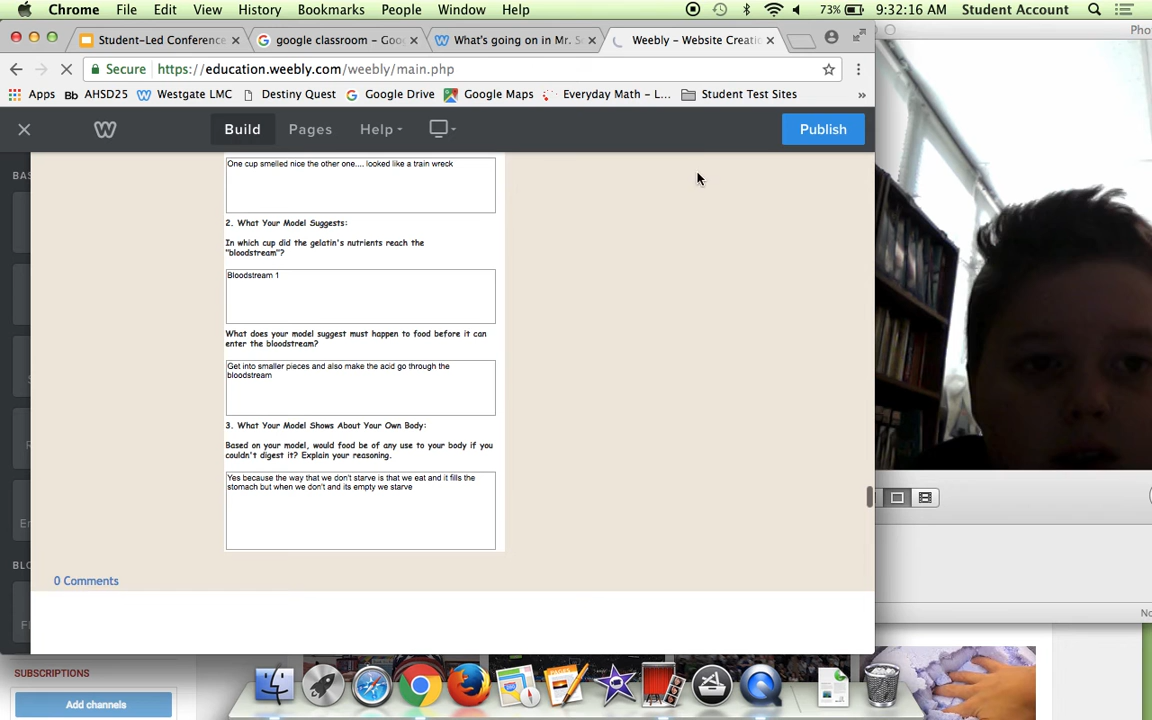 Chrome File Edit View History Bookmarks People Window Help 73% 9:32:16 AM Student Account
Student-Led Conference google classroom - Goo What's going on in Mr. S Weebly - Website Creati Pho
Secure https://education.weebly.com/weebly/main.php
Apps Bb AHSD25 Westgate LMC Destiny Quest Google Drive Google Maps Everyday Math - L... Student Test Sites »
Build Pages Help Publish
BAS
One cup smelled nice the other one.... looked like a train wreck
2. What Your Model Suggests:
In which cup did the gelatin's nutrients reach the
"bloodstream"?
Bloodstream 1
What does your model suggest must happen to food before it can
enter the bloodstream?
Get into smaller pieces and also make the acid go through the
bloodstream
3. What Your Model Shows About Your Own Body:
Based on your model, would food be of any use to your body if you
couldn't digest it? Explain your reasoning.
Yes because the way that we don't starve is that we eat and it fills the
stomach but when we don't and its empty we starve
En
BLO
0 Comments
Fl
No
SUBSCRIPTIONS
Add channels